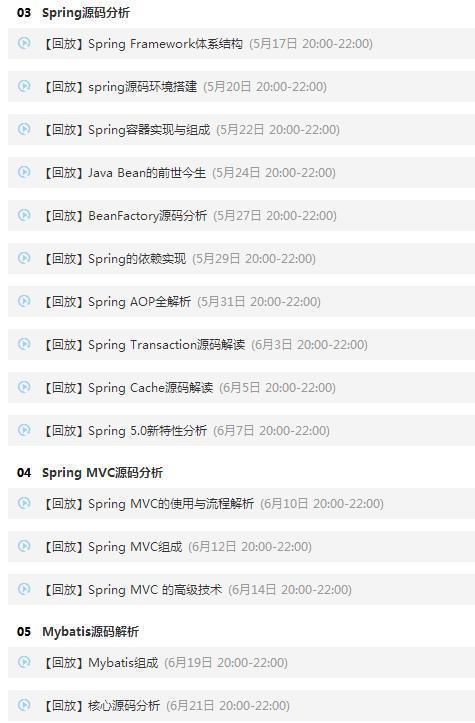 03 Spring源码分析
【回放】Spring Framework体系结构 (5月17日 20:00-22:00)
【回放】spring源码环境搭建 (5月20日 20:00-22:00)
【回放】Spring容器实现与组成 (5月22日 20:00-22:00)
【回放】Java Bean的前世今生 (5月24日 20:00-22:00)
【回放】BeanFactory源码分析 (5月27日 20:00-22:00)
【回放】Spring的依赖实现 (5月29日 20:00-22:00)
【回放】Spring AOP全解析 (5月31日 20:00-22:00)
【回放】Spring Transaction源码解读 (6月3日 20:00-22:00)
【回放】Spring Cache源码解读 (6月5日 20:00-22:00)
【回放】Spring 5.0新特性分析 (6月7日 20:00-22:00)
04 Spring MVC源码分析
【回放】Spring MVC的使用与流程解析 (6月10日 20:00-22:00)
【回放】Spring MVC组成 (6月12日 20:00-22:00)
【回放】Spring MVC 的高级技术 (6月14日 20:00-22:00)
05 Mybatis源码解析
【回放】Mybatis组成 (6月19日 20:00-22:00)
【回放】核心源码分析 (6月21日 20:00-22:00)